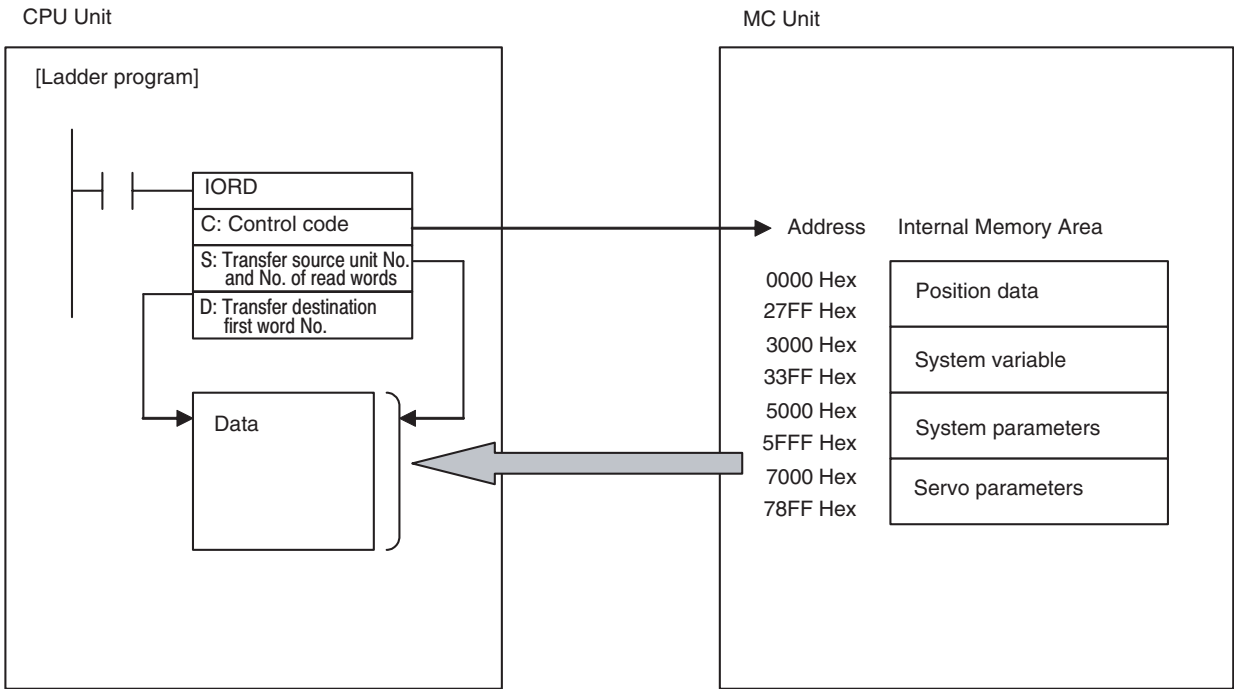 CPU Unit
MC Unit
[Ladder program]
IORD
C: Control code
S: Transfer source unit No.
and No. of read words
D: Transfer destination
first word No.
Data
Address Internal Memory Area
0000 Hex
27FF Hex
Position data
3000 Hex
33FF Hex
System variable
5000 Hex
5FFF Hex
System parameters
7000 Hex
78FF Hex
Servo parameters